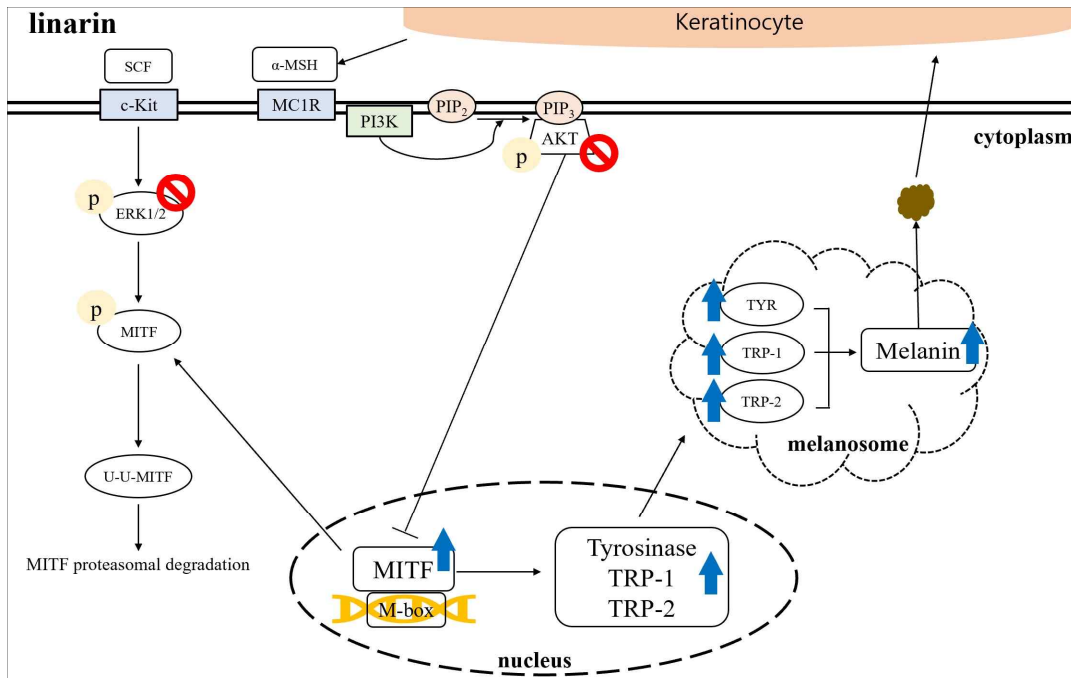 linarin
Keratinocyte
SCF
α-MSH
c-Kit
MC1R
PI3K
PIP2
PIP3
AKT
p
cytoplasm
p
ERK1/2
p
MITF
U-U-MITF
MITF proteasomal degradation
TYR
TRP-1
TRP-2
Melanin
melanosome
MITF
M-box
Tyrosinase
TRP-1
TRP-2
nucleus